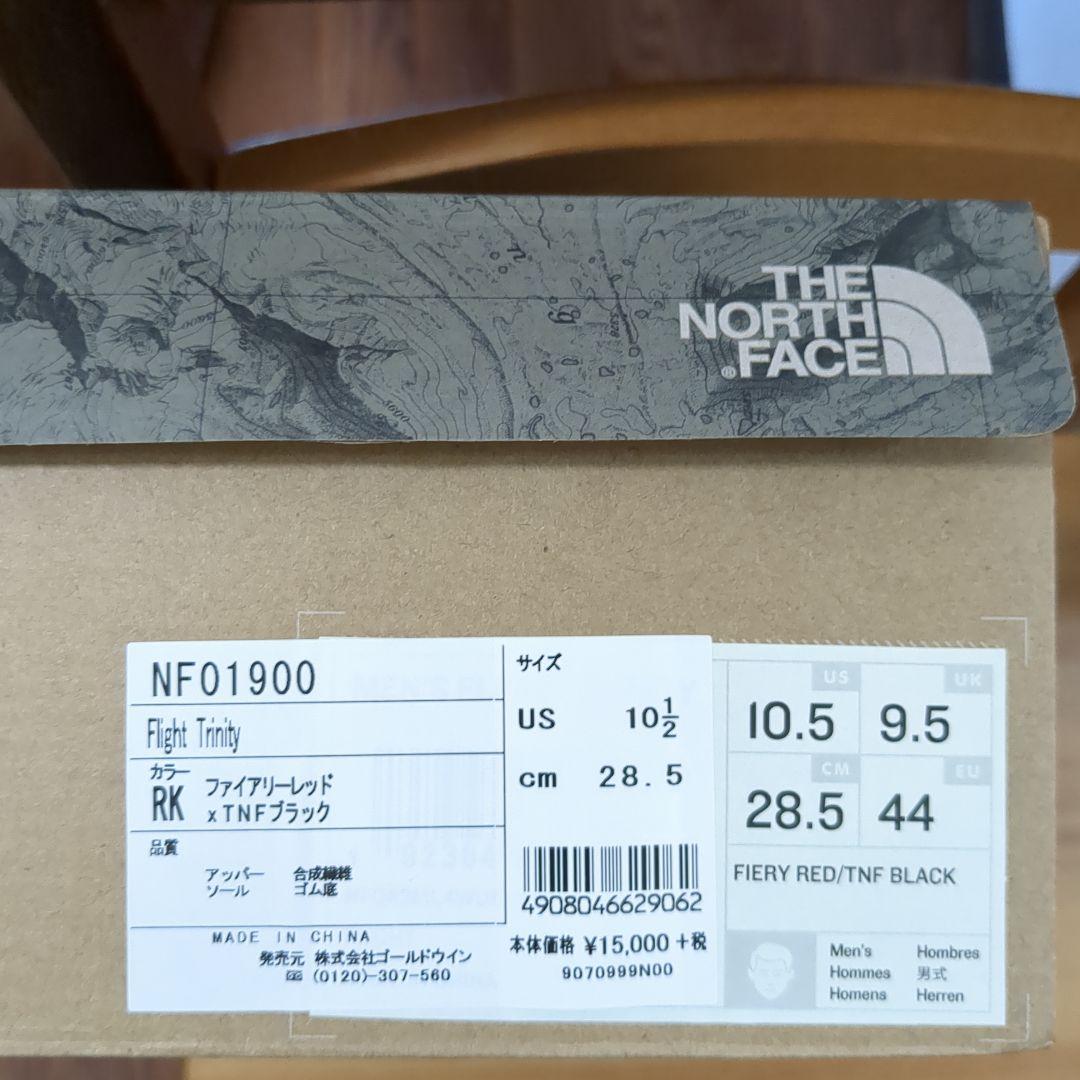 THE
NORTH
FACE®
NF01900
Flight Trinity
カラー
RK ファイアリーレッド
xTNFブラック
品質
アッパー 合成繊維
ソール ゴム底
MADE IN CHINA
発売元 株式会社ゴールドウイン
(0120)-307-560
サイズ
US 10½
cm 28.5
4908046629062
本体価格 ¥15,000+税
9070999N00
US
10.5
UK
9.5
CM
28.5
EU
44
FIERY RED/TNF BLACK
Men's Hombres
Hommes 男式
Homens Herren